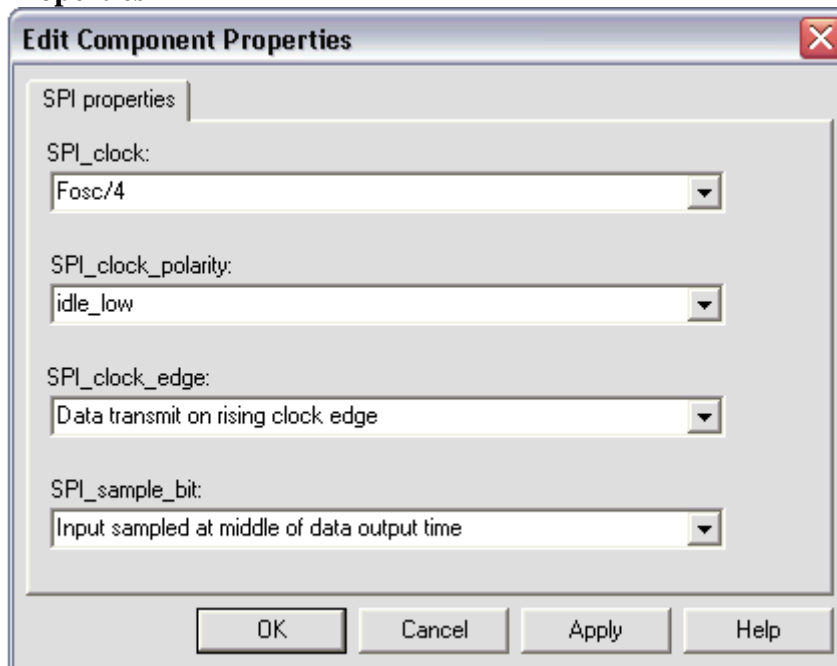 Edit Component Properties
SPI properties
SPI_clock:
Fosc/4
SPI_clock_polarity:
idle_low
SPI_clock_edge:
Data transmit on rising clock edge
SPI_sample_bit:
Input sampled at middle of data output time
OK Cancel Apply Help